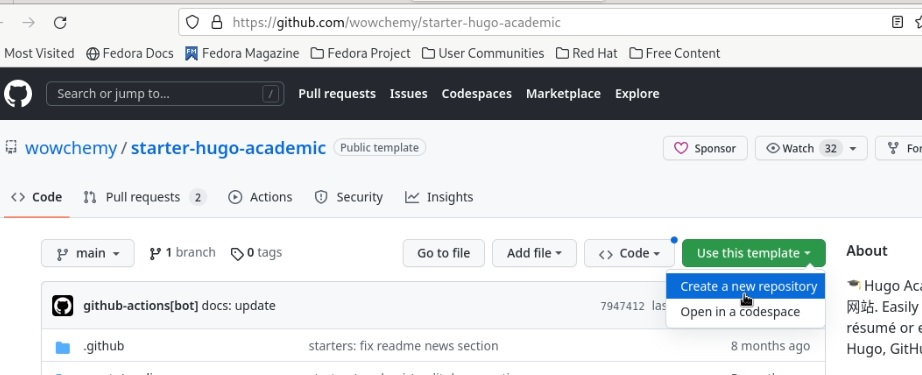 https://github.com/wowchemy/starter-hugo-academic
Most Visited Fedora Docs Fedora Magazine Fedora Project User Communities Red Hat Free Content
Search or jump to... / Pull requests Issues Codespaces Marketplace Explore
wowchemy / starter-hugo-academic Public template Sponsor Watch 32
Code Pull requests 2 Actions Security Insights
main 1 branch 0 tags Go to file Add file Code Use this template About
Create a new repository
Open in a codespace
github-actions[bot] docs: update 7947412
Hugo
网站. Easily
résumé or
Hugo,
.github starters: fix readme news section 8 months ago